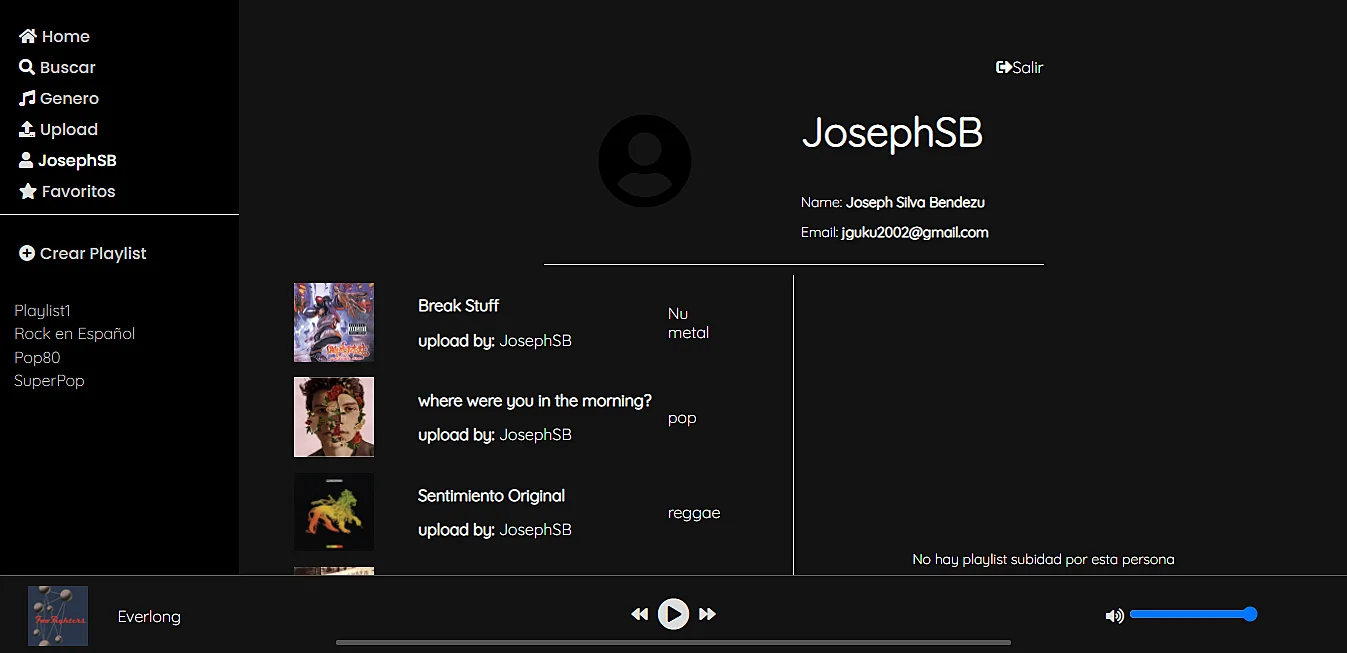 Home
Buscar
Genero
Upload
JosephSB
Favoritos
Crear Playlist
Playlist1
Rock en Español
Pop80
SuperPop
Salir
JosephSB
Name: Joseph Silva Bendezu
Email: jguku2002@gmail.com
Break Stuff
upload by: JosephSB
Nu
metal
where were you in the morning?
upload by: JosephSB
pop
Sentimiento Original
upload by: JosephSB
reggae
No hay playlist subidad por esta persona
Foo Fighters
Everlong